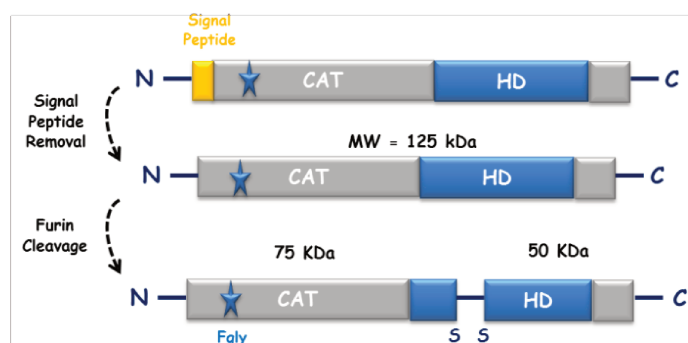 Signal
Peptide
N CAT HD C
Signal
Peptide
Removal
MW = 125 kDa
N CAT HD C
Furin
Cleavage
75 KDa 50 KDa
N CAT HD C
S S
FGly